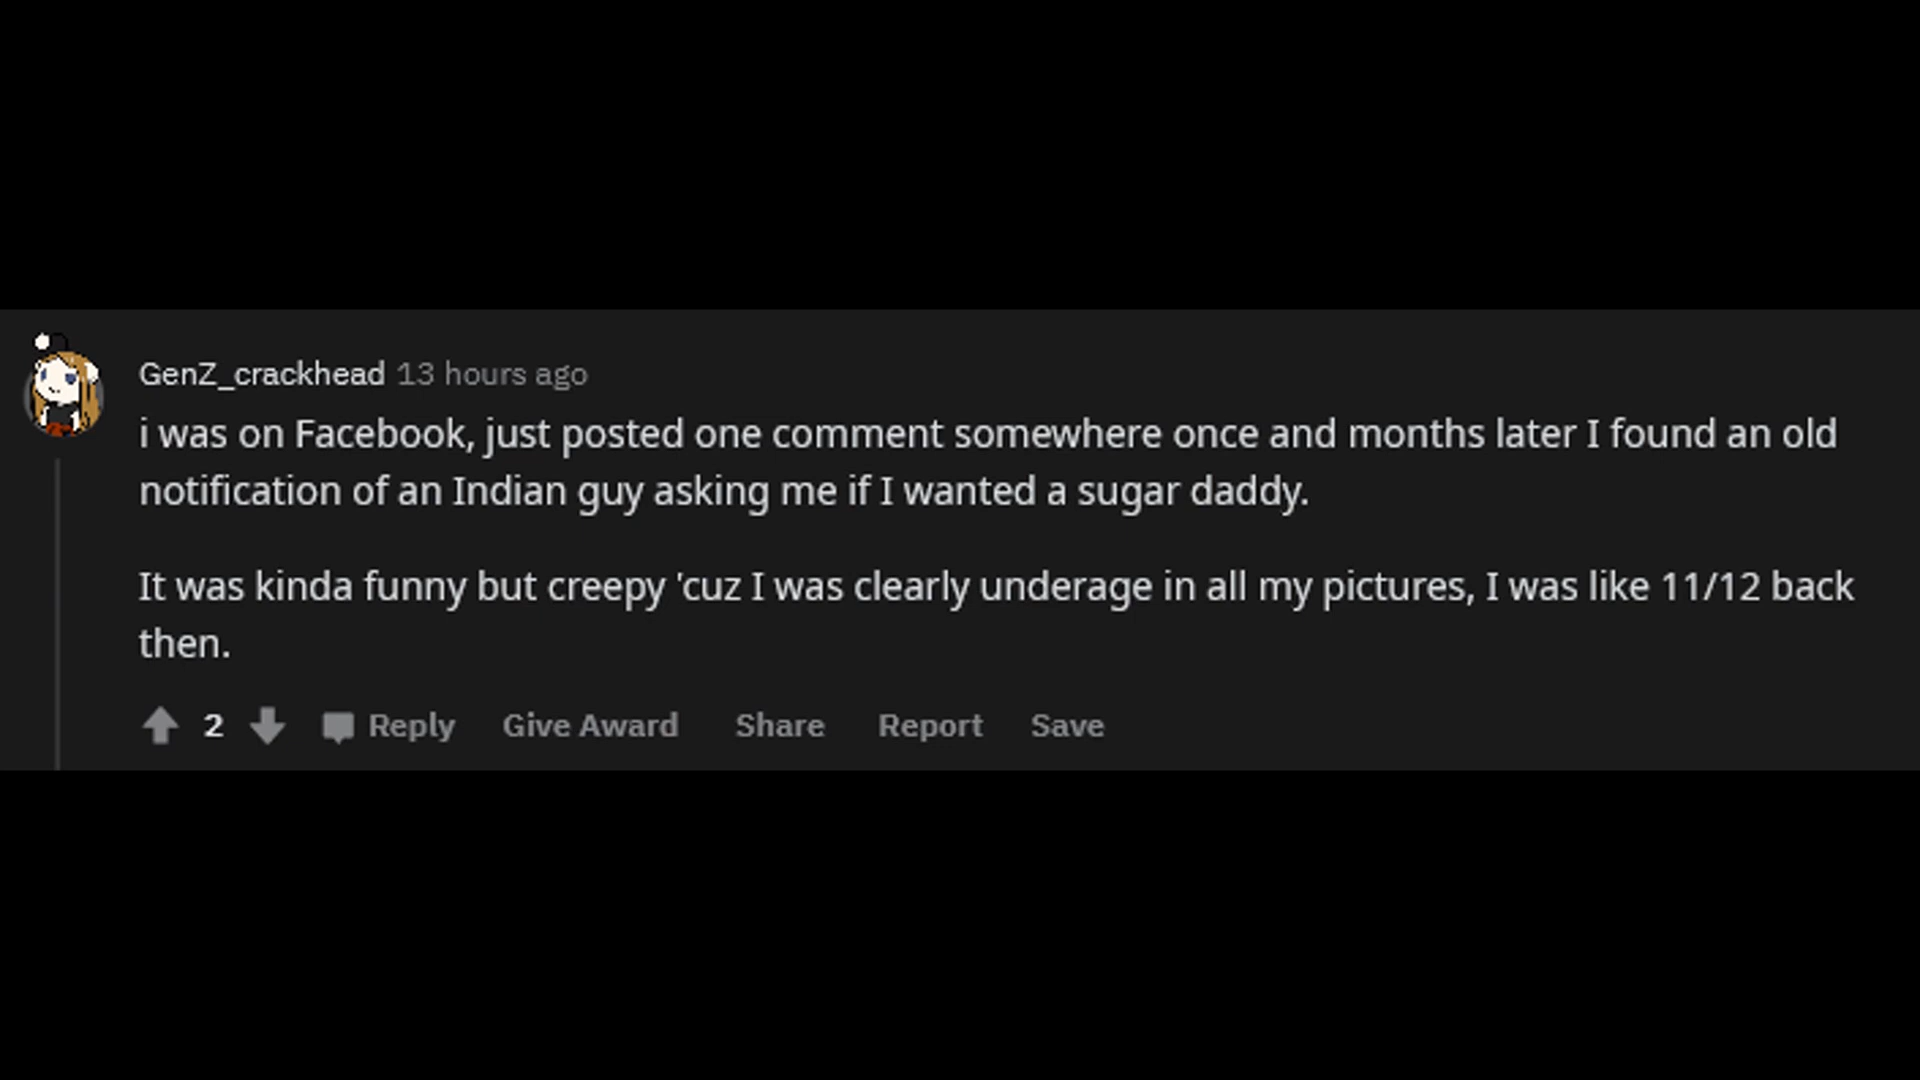 GenZ_crackhead 13 hours ago
i was on Facebook, just posted one comment somewhere once and months later I found an old
notification of an Indian guy asking me if I wanted a sugar daddy.
It was kinda funny but creepy 'cuz I was clearly underage in all my pictures, I was like 11/12 back
then.
2 Reply Give Award Share Report Save